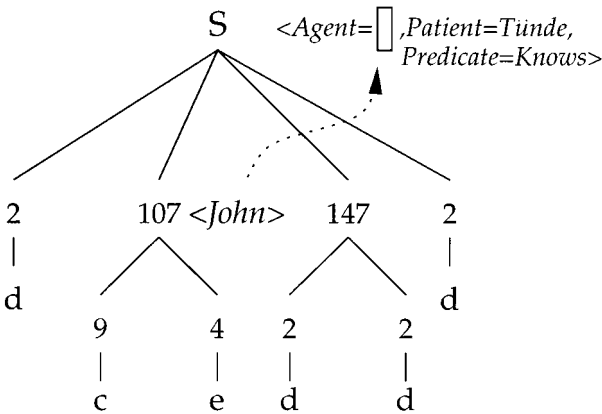 S <Agent=▯,Patient=Tünde,
Predicate=Knows>
2 107 <John> 147 2
d d
9 4 2 2
c e d d